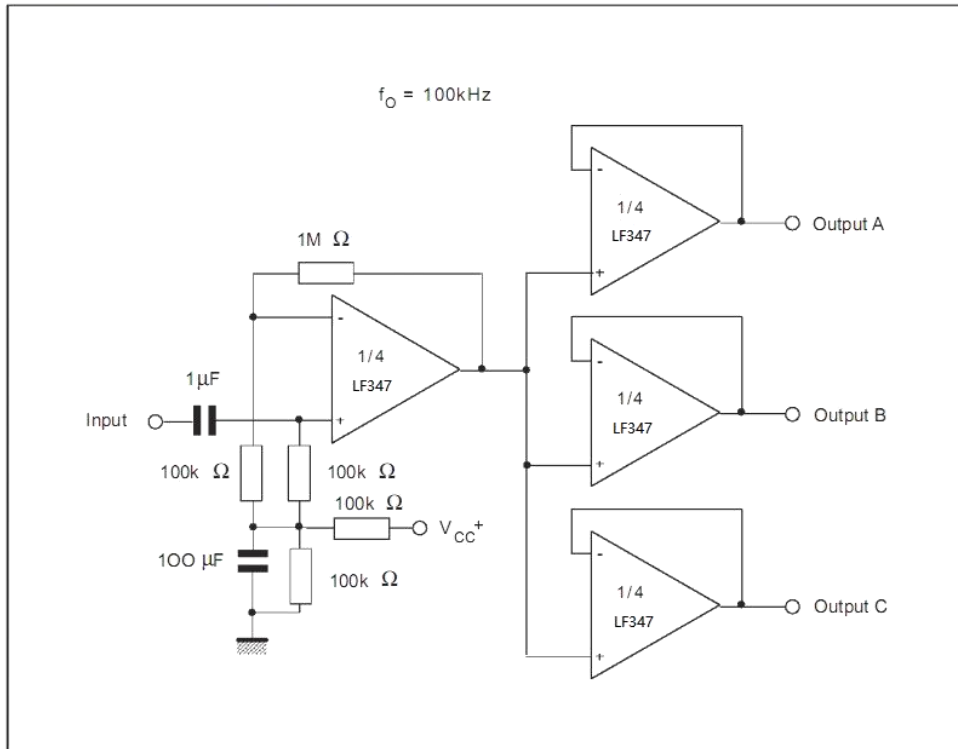 fO = 100kHz
1/4
LF347
Output A
1M Ω
-
+
1/4
LF347
-
+
1µF
Input
1/4
LF347
Output B
-
+
100k Ω
100k Ω
100k Ω
VCC+
100 µF
100k Ω
1/4
LF347
Output C
-
+
-
+